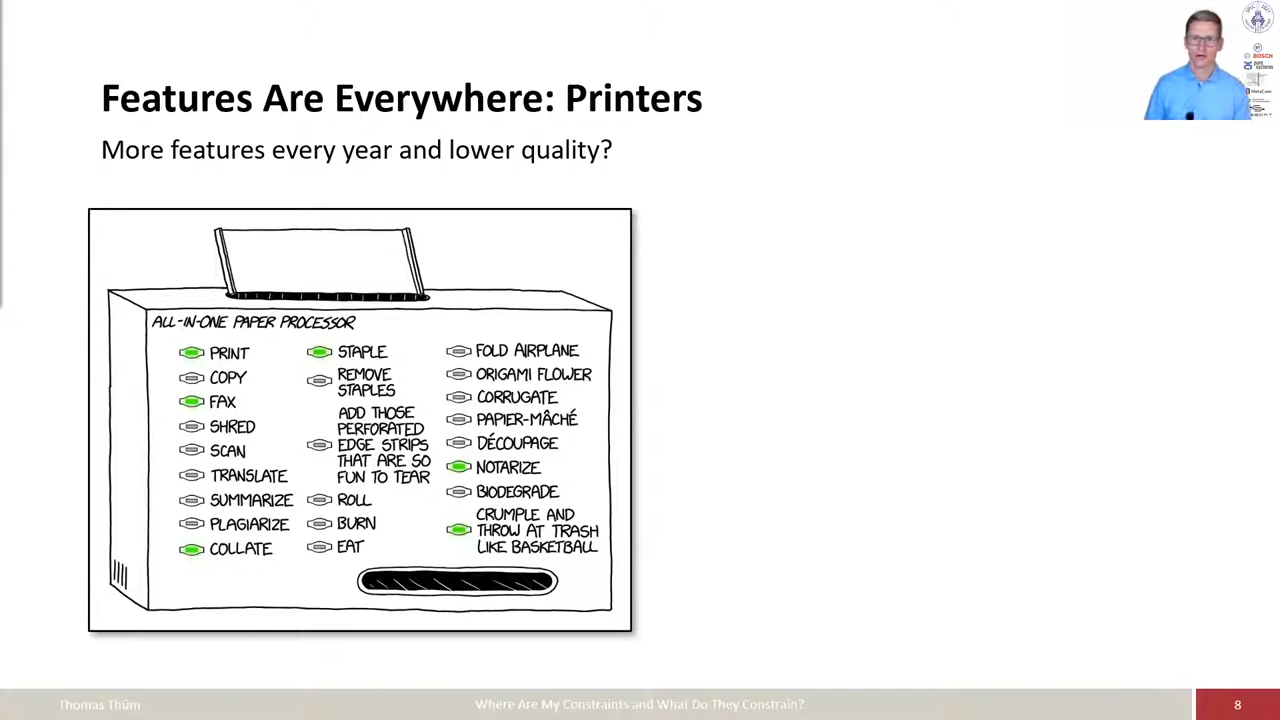 Features Are Everywhere: Printers
More features every year and lower quality?
BOSCH
ALL-IN-ONE PAPER PROCESSOR
PRINT
COPY
FAX
SHRED
SCAN
TRANSLATE
SUMMARIZE
PLAGIARIZE
COLLATE
STAPLE
REMOVE
STAPLES
ADD THOSE
PERFORATED
EDGE STRIPS
THAT ARE SO
FUN TO TEAR
ROLL
BURN
EAT
FOLD AIRPLANE
ORIGAMI FLOWER
CORRUGATE
PAPIER-MÂCHÉ
DÉCOUPAGE
NOTARIZE
BIODEGRADE
CRUMPLE AND
THROW AT TRASH
LIKE BASKETBALL
Thomas Thüm
Where Are My Constraints and What Do They Constrain?
8